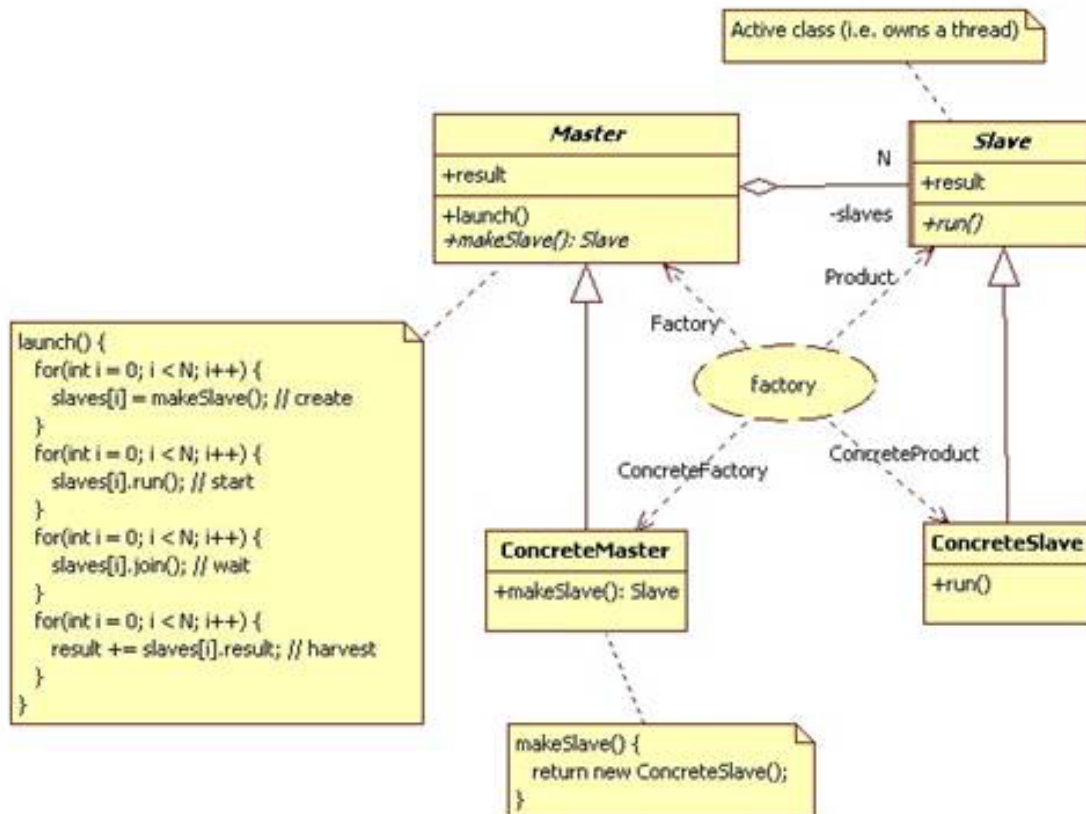 Active class (i.e. owns a thread)
Master
+result
+launch()
+makeSlave(): Slave
N
-slaves
Slave
+result
+run()
Product
Factory
factory
ConcreteFactory
ConcreteProduct
launch() {
for(int i = 0; i < N; i++) {
slaves[i] = makeSlave(); // create
}
for(int i = 0; i < N; i++) {
slaves[i].run(); // start
}
for(int i = 0; i < N; i++) {
slaves[i].join(); // wait
}
for(int i = 0; i < N; i++) {
result += slaves[i].result; // harvest
}
}
ConcreteMaster
+makeSlave(): Slave
ConcreteSlave
+run()
makeSlave() {
return new ConcreteSlave();
}